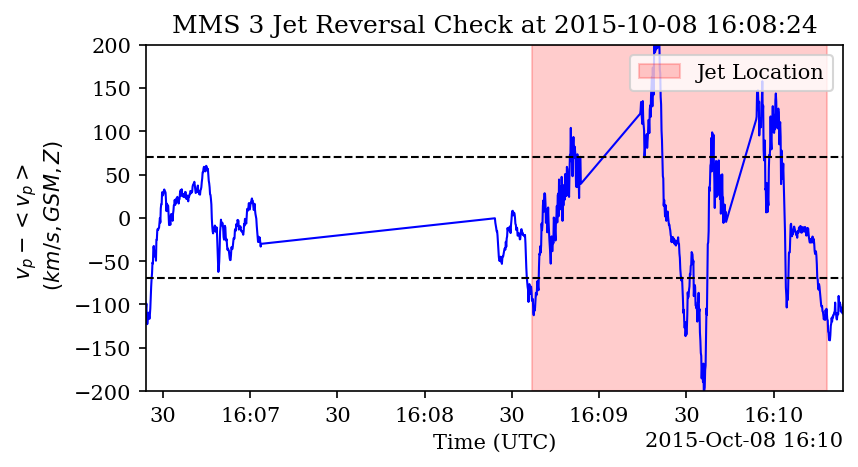 MMS 3 Jet Reversal Check at 2015-10-08 16:08:24
Jet Location
v_p − < v_p >
(km/s, GSM, Z)
200
150
100
50
0
−50
−100
−150
−200
30 16:07 30 16:08 30 16:09 30 16:10
Time (UTC)
2015-Oct-08 16:10